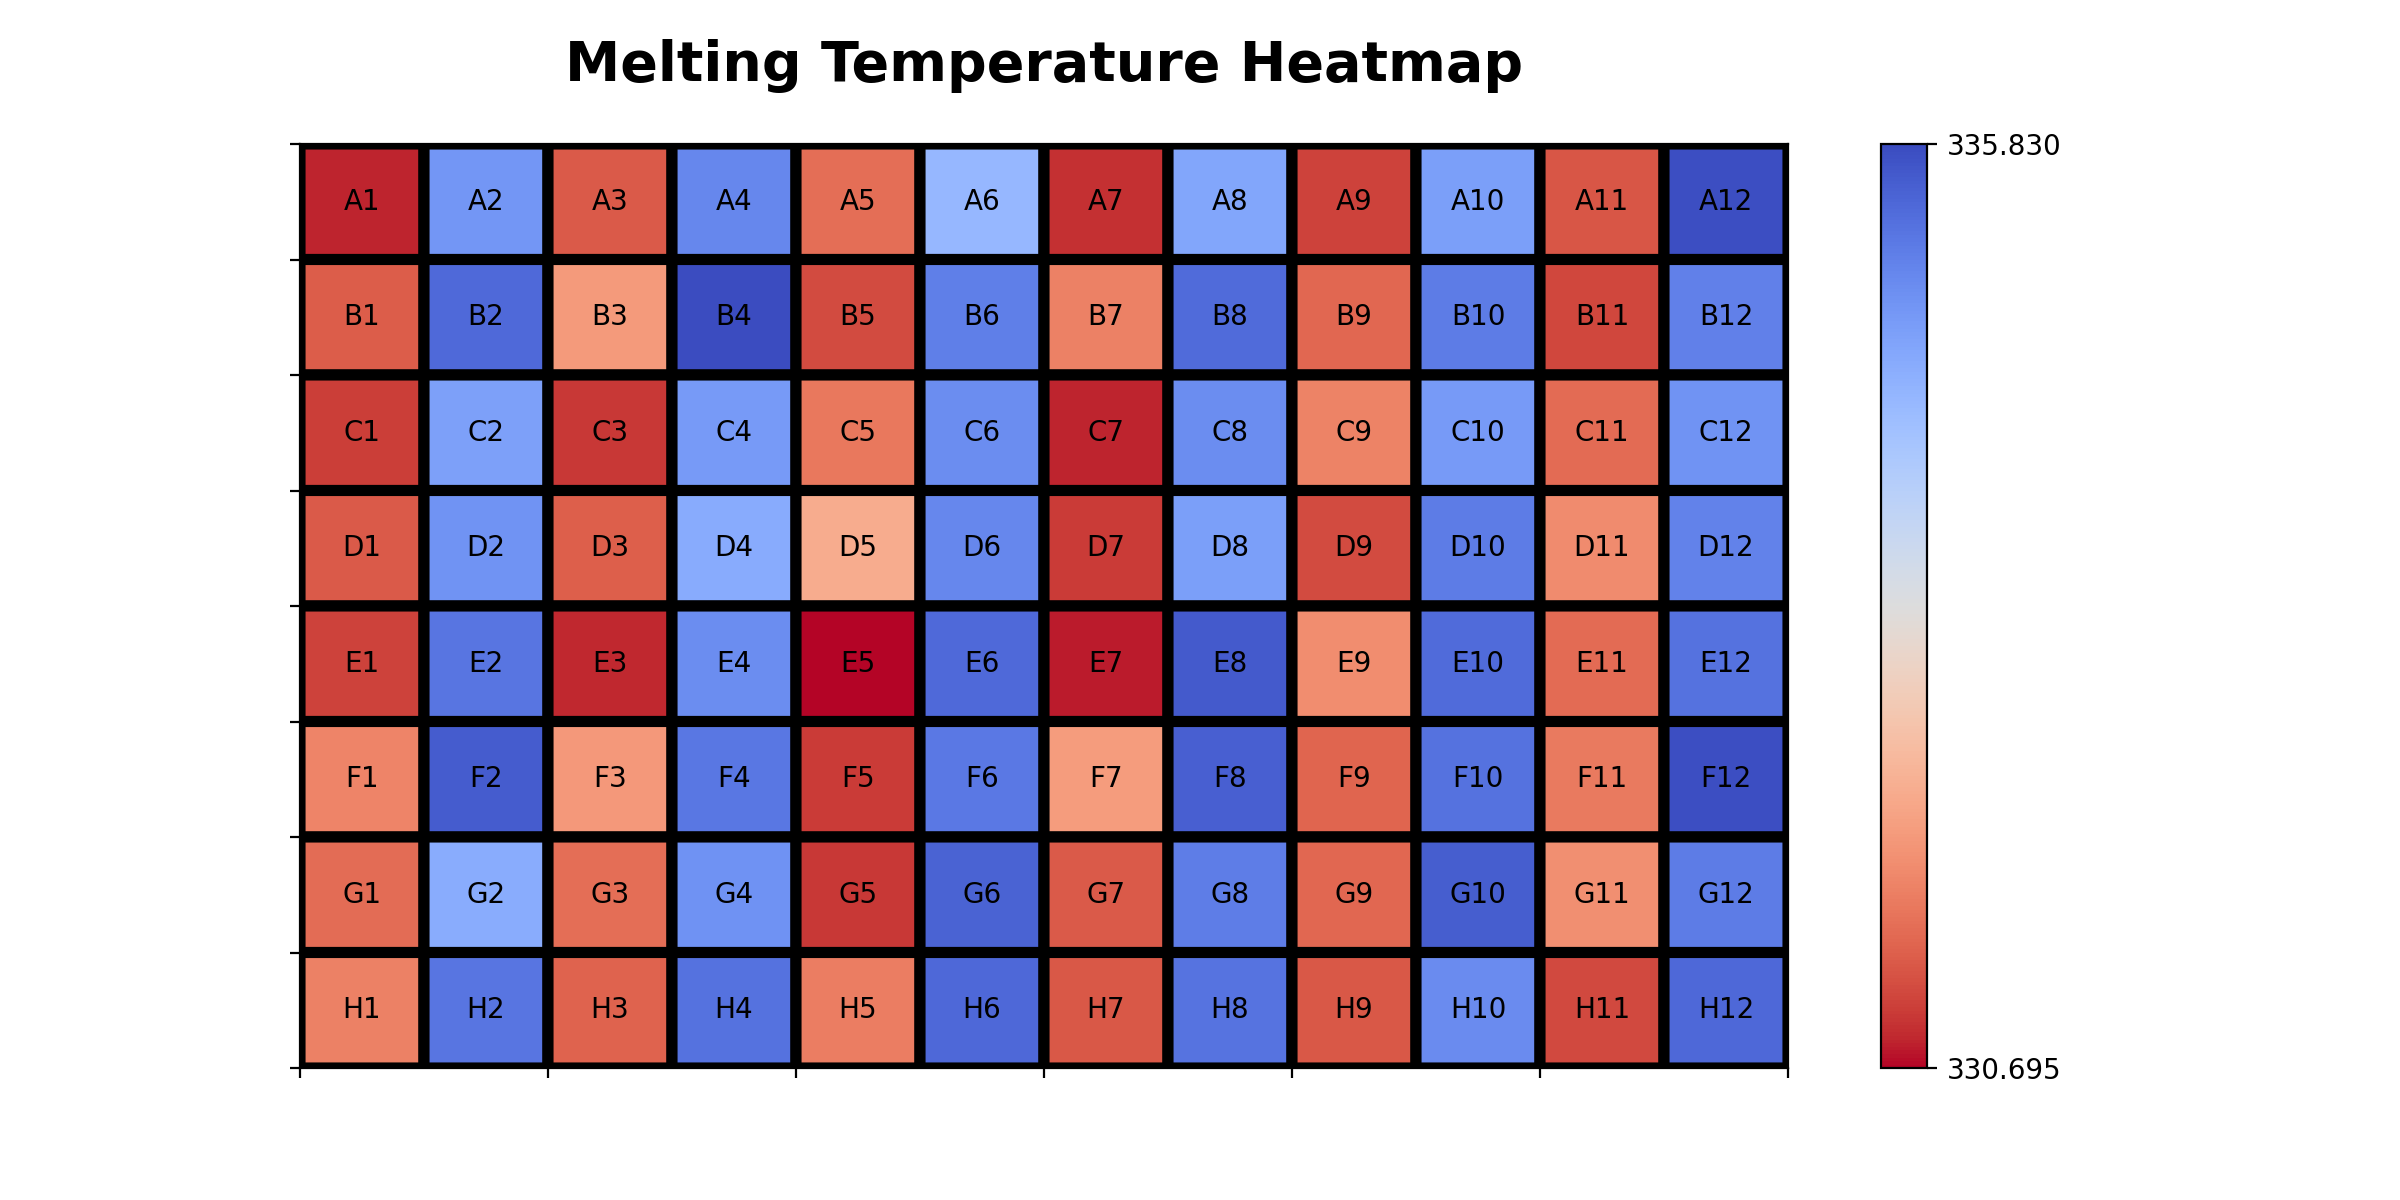 Melting Temperature Heatmap
335.830
A1 A2 A3 A4 A5 A6 A7 A8 A9 A10 A11 A12
B1 B2 B3 B4 B5 B6 B7 B8 B9 B10 B11 B12
C1 C2 C3 C4 C5 C6 C7 C8 C9 C10 C11 C12
D1 D2 D3 D4 D5 D6 D7 D8 D9 D10 D11 D12
E1 E2 E3 E4 E5 E6 E7 E8 E9 E10 E11 E12
F1 F2 F3 F4 F5 F6 F7 F8 F9 F10 F11 F12
G1 G2 G3 G4 G5 G6 G7 G8 G9 G10 G11 G12
H1 H2 H3 H4 H5 H6 H7 H8 H9 H10 H11 H12
330.695